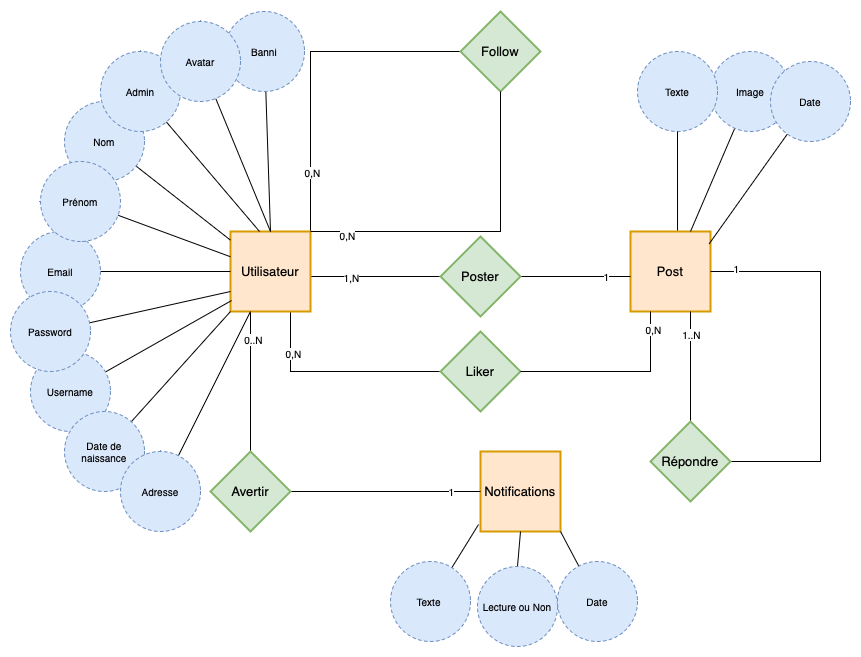 Follow
Banni
Avatar
Admin
Texte
Image
Date
Nom
0,N
Prénom
0,N
Email
Utilisateur
1,N
Poster
1
Post
1
Password
0..N
0,N
0,N
1..N
Liker
Username
Date de
naissance
Répondre
Adresse
Avertir
1
Notifications
Texte
Lecture ou Non
Date